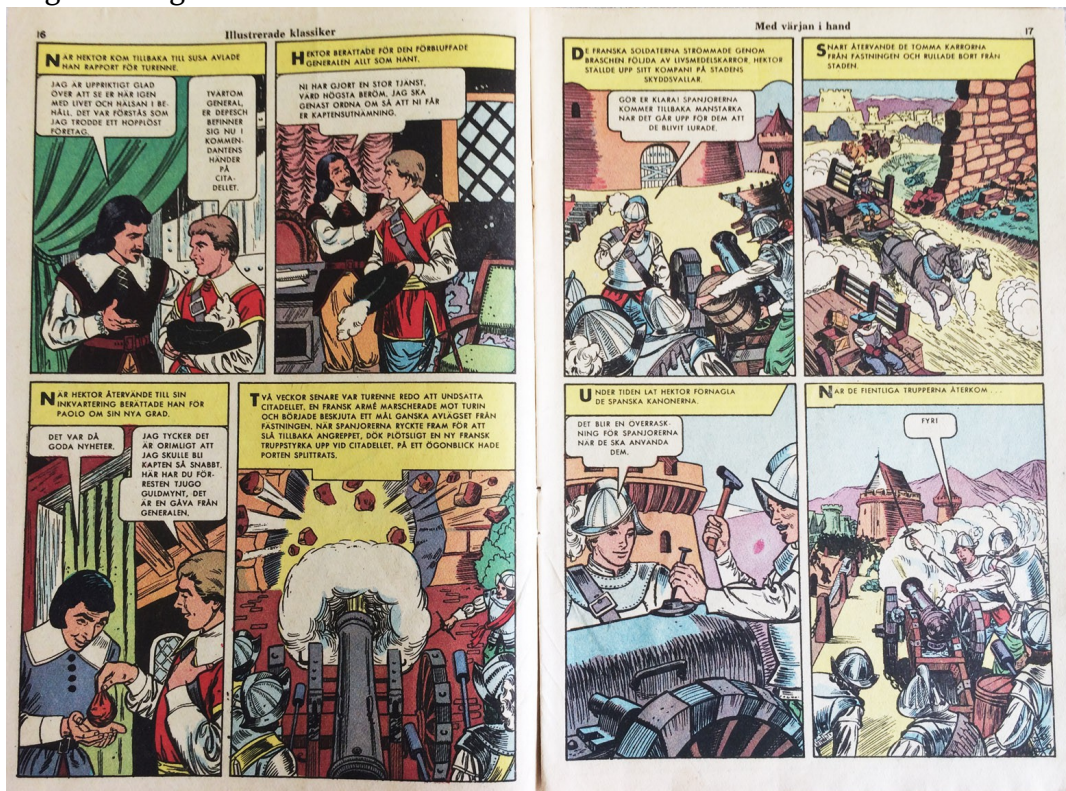 16
Illustrerade klassiker
NÄR HEKTOR KOM TILLBAKA TILL SUSA AVLADE
HAN RAPPORT FÖR TURENNE.
JAG ÄR UPPRIKTIGT GLAD
ÖVER ATT SE ER HÄR IGEN
MED LIVET OCH HÄLSAN I BE-
HÅLL, DET VAR FÖRSTÅS SOM
JAG TRODDE ETT HOPPLÖST
FÖRETAG.
TVÄRTOM
GENERAL,
ER DEPESCH
BEFINNER
SIG NU I
KOMMEN-
DANTENS
HÄNDER
PÅ
CITA-
DELLET.
HEKTOR BERÄTTADE FÖR DEN FÖRBLUFFADE
GENERALEN ALLT SOM HÄNT.
NI HAR GJORT EN STOR TJÄNST,
VÄRD HÖGSTA BERÖM. JAG SKA
GENAST ORDNA OM SÅ ATT NI FÅR
ER KAPTENSUTNÄMNING.
NÄR HEKTOR ÅTERVÄNDE TILL SIN
INKVARTERING BERÄTTADE HAN FÖR
PAOLO OM SIN NYA GRAD.
DET VAR DÅ
GODA NYHETER.
JAG TYCKER DET
ÄR ORIMLIGT ATT
JAG SKULLE BLI
KAPTEN SÅ SNABBT.
HÄR HAR DU FÖR-
RESTEN TJUGO
GULDMYNT, DET
ÄR EN GÅVA FRÅN
GENERALEN.
TVÅ VECKOR SENARE VAR TURENNE REDO ATT UNDSÄTTA
CITADELLET. EN FRANSK ARMÉ MARSCHERADE MOT TURIN
OCH BÖRJADE BESKJUTA ETT MÅL GANSKA AVLÄGSET FRÅN
FÄSTNINGEN. NÄR SPANJORERNA RYCKTE FRAM FÖR ATT
SLÅ TILLBAKA ANGREPPET, DÖK PLÖTSLIGT EN NY FRANSK
TRUPPSTYRKA UPP VID CITADELLET. PÅ ETT ÖGONBLICK HADE
PORTEN SPLITTRATS.
Med värjan i hand
17
DE FRANSKA SOLDATERNA STRÖMMADE GENOM
BRÄSCHEN FÖLJDA AV LIVSMEDELSKÄRROR. HEKTOR
STÄLLDE UPP SITT KOMPANI PÅ STADENS
SKYDDSVALLAR.
GÖR ER KLARA! SPANJORERNA
KOMMER TILLBAKA MANSTARKA
NÄR DET GÅR UPP FÖR DEM ATT
DE BLIVIT LURADE.
SNART ÅTERVÄNDE DE TOMMA KÄRRORNA
FRÅN FÄSTNINGEN OCH RULLADE BORT FRÅN
STADEN.
UNDER TIDEN LÄT HEKTOR FÖRNAGLA
DE SPANSKA KANONERNA.
DET BLIR EN ÖVERRASK-
NING FÖR SPANJORERNA
NÄR DE SKA ANVÄNDA
DEM.
NÄR DE FIENTLIGA TRUPPERNA ÅTERKOM . . .
FYR!